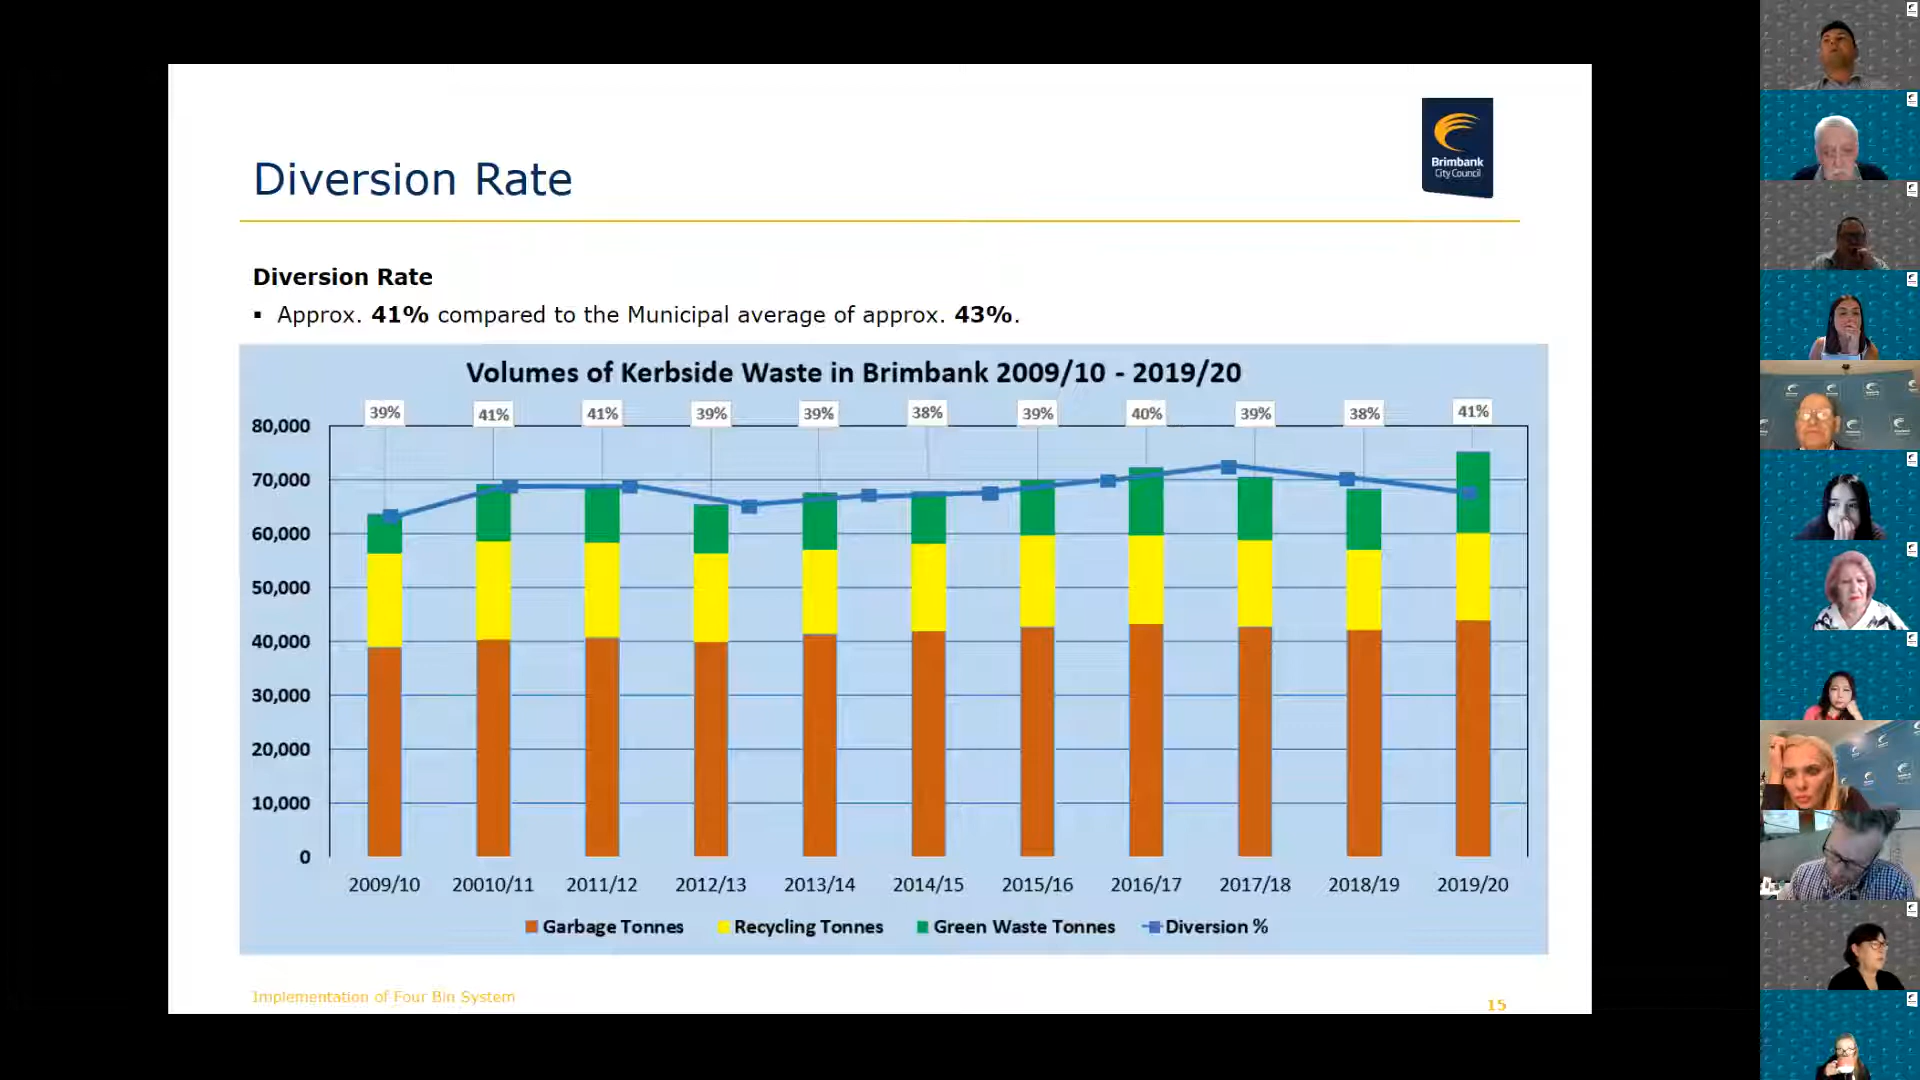 Brimbank
City Council
Diversion Rate
Diversion Rate
▪ Approx. 41% compared to the Municipal average of approx. 43%.
Volumes of Kerbside Waste in Brimbank 2009/10 - 2019/20
39% 41% 41% 39% 39% 38% 39% 40% 39% 38% 41%
80,000
70,000
60,000
50,000
40,000
30,000
20,000
10,000
0
2009/10 20010/11 2011/12 2012/13 2013/14 2014/15 2015/16 2016/17 2017/18 2018/19 2019/20
Garbage Tonnes Recycling Tonnes Green Waste Tonnes Diversion %
Implementation of Four Bin System
15